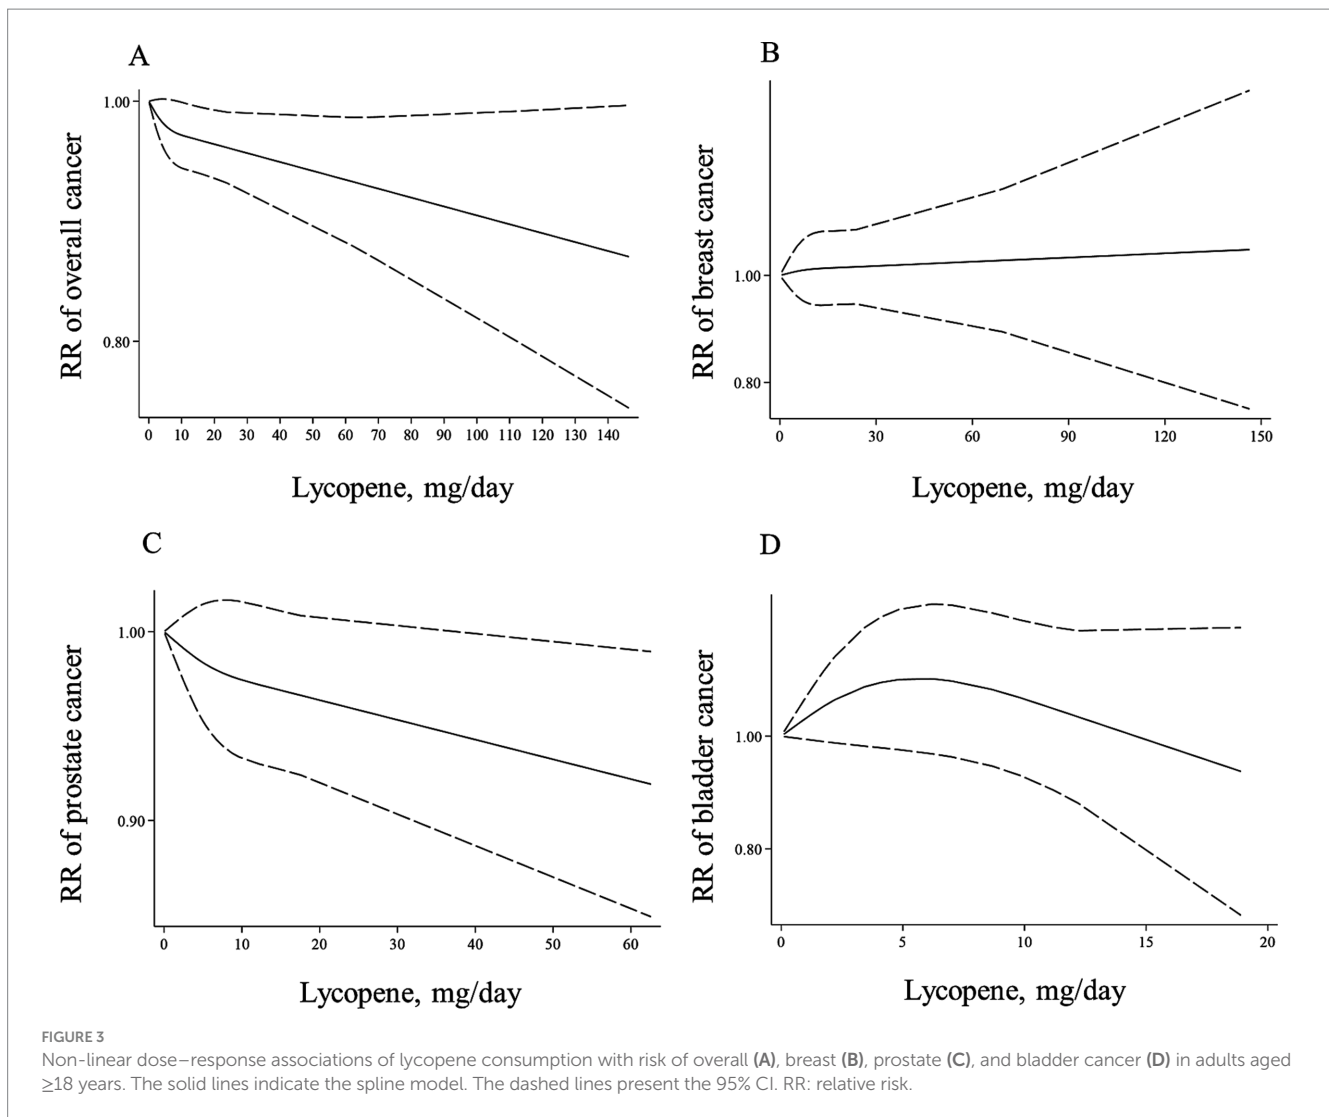 A
RR of overall cancer
1.00
0.80
0 10 20 30 40 50 60 70 80 90 100 110 120 130 140
Lycopene, mg/day
B
RR of breast cancer
1.00
0.80
0 30 60 90 120 150
Lycopene, mg/day
C
RR of prostate cancer
1.00
0.90
0 10 20 30 40 50 60
Lycopene, mg/day
D
RR of bladder cancer
1.00
0.80
0 5 10 15 20
Lycopene, mg/day
FIGURE 3
Non-linear dose–response associations of lycopene consumption with risk of overall (A), breast (B), prostate (C), and bladder cancer (D) in adults aged
≥18 years. The solid lines indicate the spline model. The dashed lines present the 95% CI. RR: relative risk.